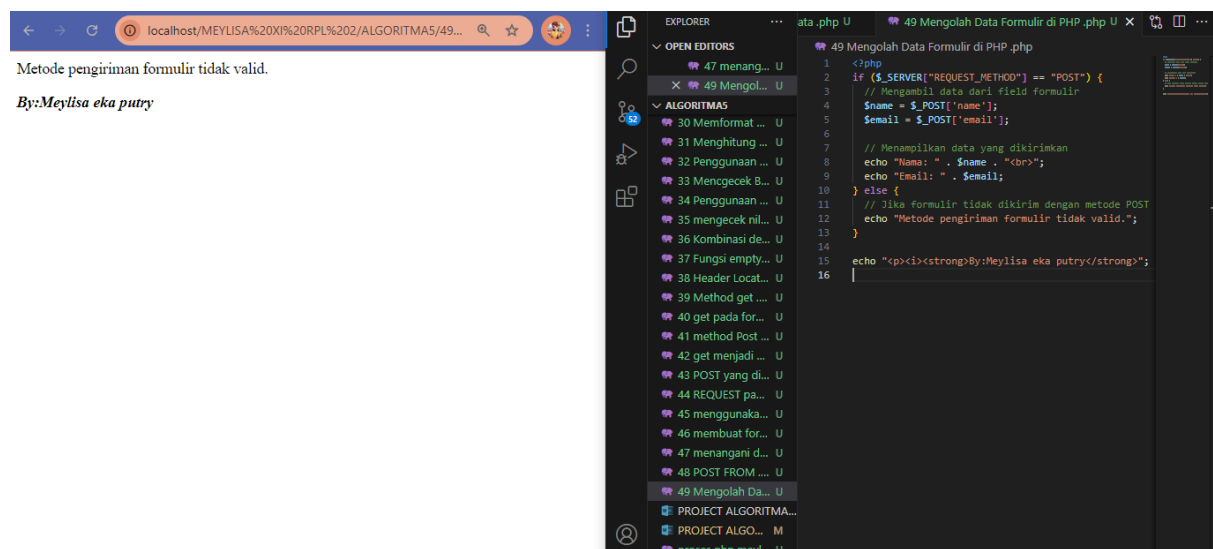 localhost/MEYLISA%20XI%20RPL%202/ALGORITMA5/49...
Metode pengiriman formulir tidak valid.
By:Meylisa eka putry
52
EXPLORER
OPEN EDITORS
47 menang... U
49 Mengol... U
ALGORITMA5
30 Memformat ... U
31 Menghitung ... U
32 Penggunaan ... U
33 Mencgecek B... U
34 Penggunaan ... U
35 mengecek nil... U
36 Kombinasi de... U
37 Fungsi empty... U
38 Header Locat... U
39 Method get .... U
40 get pada for... U
41 method Post ... U
42 get menjadi ... U
43 POST yang di... U
44 REQUEST pa... U
45 menggunaka... U
46 membuat for... U
47 menangani d... U
48 POST FROM .... U
49 Mengolah Da... U
PROJECT ALGORITMA...
PROJECT ALGO... M
ata .php U
49 Mengolah Data Formulir di PHP .php U
49 Mengolah Data Formulir di PHP .php
1 <?php
2 if ($_SERVER["REQUEST_METHOD"] == "POST") {
3 // Mengambil data dari field formulir
4 $name = $_POST['name'];
5 $email = $_POST['email'];
6
7 // Menampilkan data yang dikirimkan
8 echo "Nama: " . $name . "<br>";
9 echo "Email: " . $email;
10 } else {
11 // Jika formulir tidak dikirim dengan metode POST
12 echo "Metode pengiriman formulir tidak valid.";
13 }
14
15 echo "<p><i><strong>By:Meylisa eka putry</strong>";
16